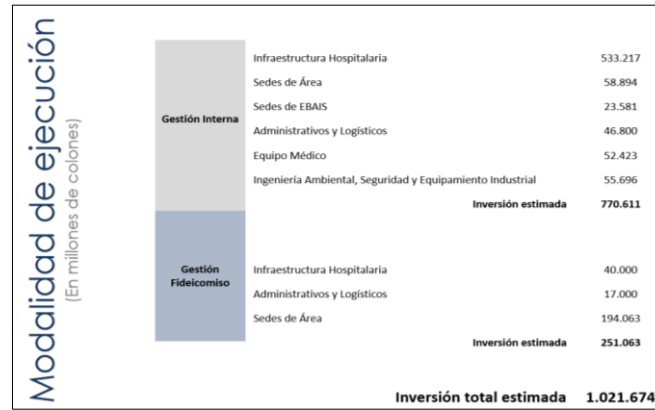 Modalidad de ejecución
(En millones de colones)
Gestión Interna
Infraestructura Hospitalaria 533.217
Sedes de Área 58.894
Sedes de EBAIS 23.581
Administrativos y Logísticos 46.800
Equipo Médico 52.423
Ingeniería Ambiental, Seguridad y Equipamiento Industrial 55.696
Inversión estimada 770.611
Gestión
Fideicomiso
Infraestructura Hospitalaria 40.000
Administrativos y Logísticos 17.000
Sedes de Área 194.063
Inversión estimada 251.063
Inversión total estimada 1.021.674